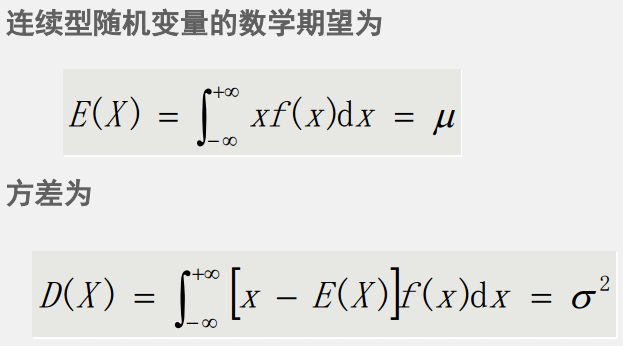 连续型随机变量的数学期望为
E(X) = ∫_{-∞}^{+∞} xf(x)dx = μ
方差为
D(X) = ∫_{-∞}^{+∞} [x - E(X)]f(x)dx = σ²